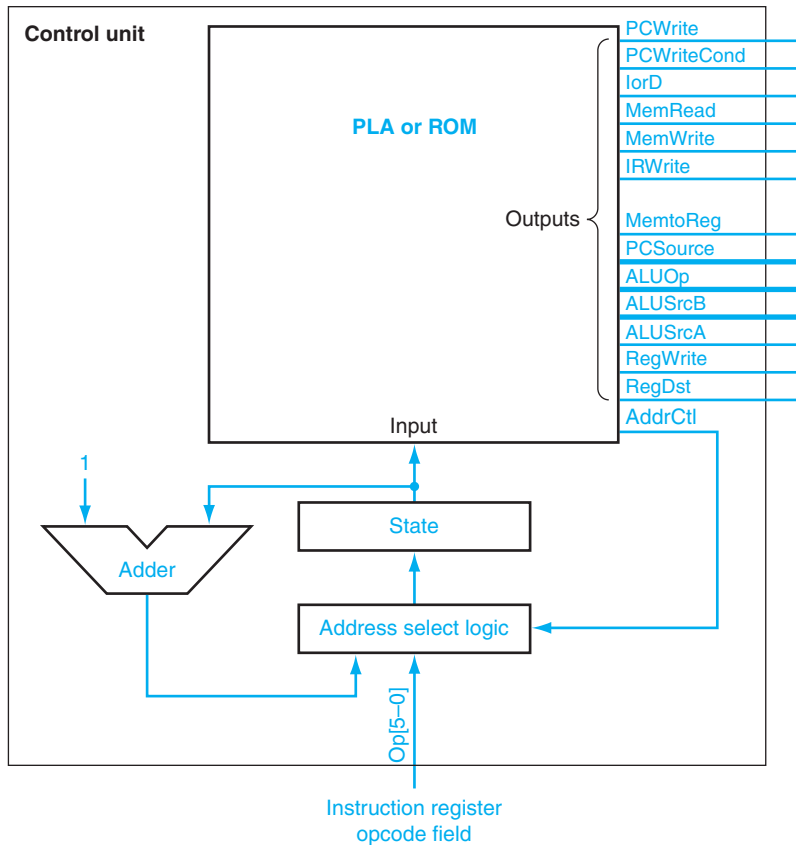 Control unit
PLA or ROM
Outputs
PCWrite
PCWriteCond
IorD
MemRead
MemWrite
IRWrite
MemtoReg
PCSource
ALUOp
ALUSrcB
ALUSrcA
RegWrite
RegDst
AddrCtl
Input
1
State
Adder
Address select logic
Op[5–0]
Instruction register
opcode field